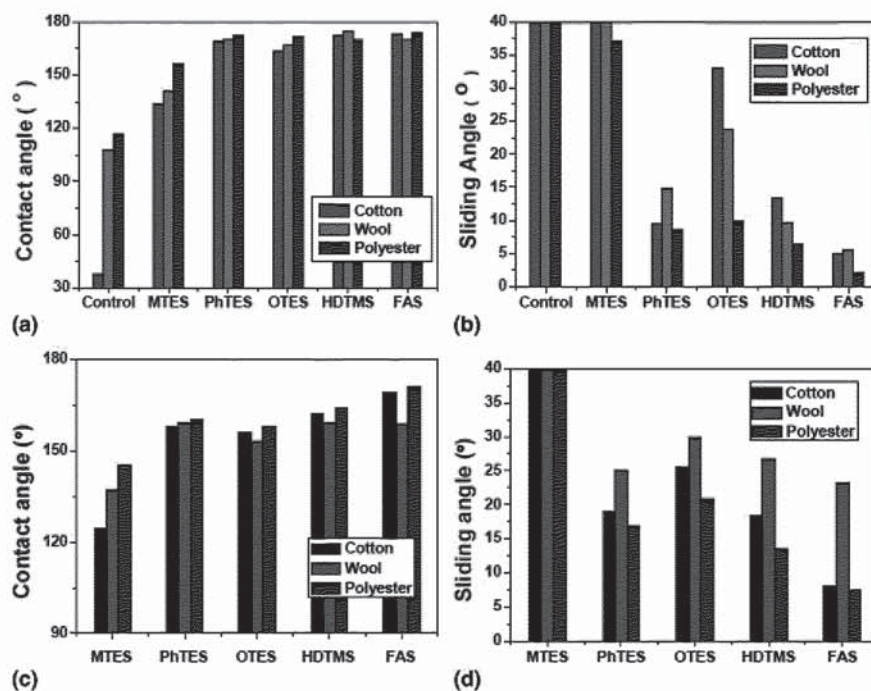 180
150
120
90
60
30
Contact angle ( ° )
Cotton
Wool
Polyester
Control MTES PhTES OTES HDTMS FAS
(a)
40
35
30
25
20
15
10
5
0
Sliding Angle ( O )
Cotton
Wool
Polyester
Control MTES PhTES OTES HDTMS FAS
(b)
180
150
120
90
Contact angle (º)
Cotton
Wool
Polyester
MTES PhTES OTES HDTMS FAS
(c)
40
35
30
25
20
15
10
5
0
Sliding angle (º)
Cotton
Wool
Polyester
MTES PhTES OTES HDTMS FAS
(d)